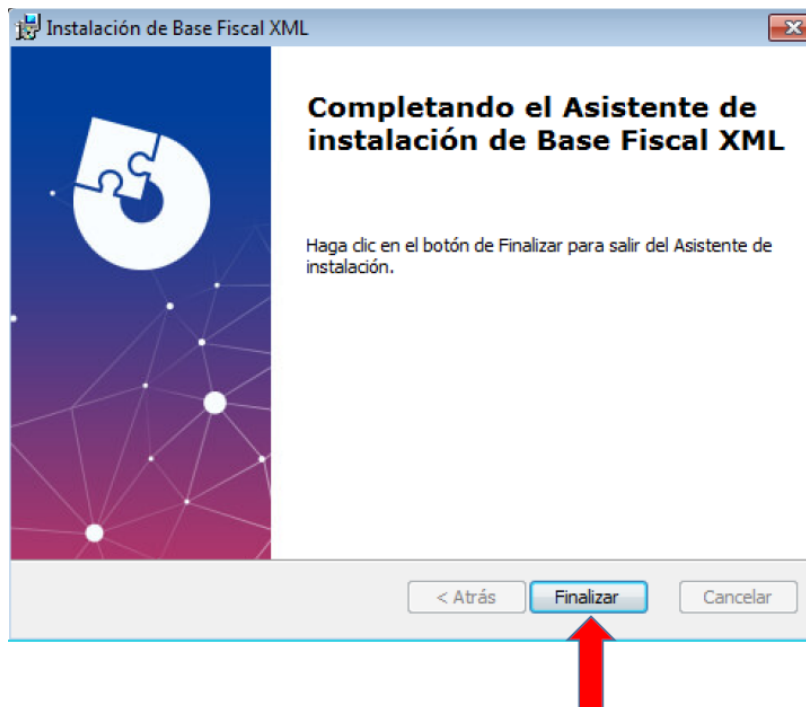 Instalación de Base Fiscal XML
Completando el Asistente de
instalación de Base Fiscal XML
Haga clic en el botón de Finalizar para salir del Asistente de
instalación.
< Atrás
Finalizar
Cancelar